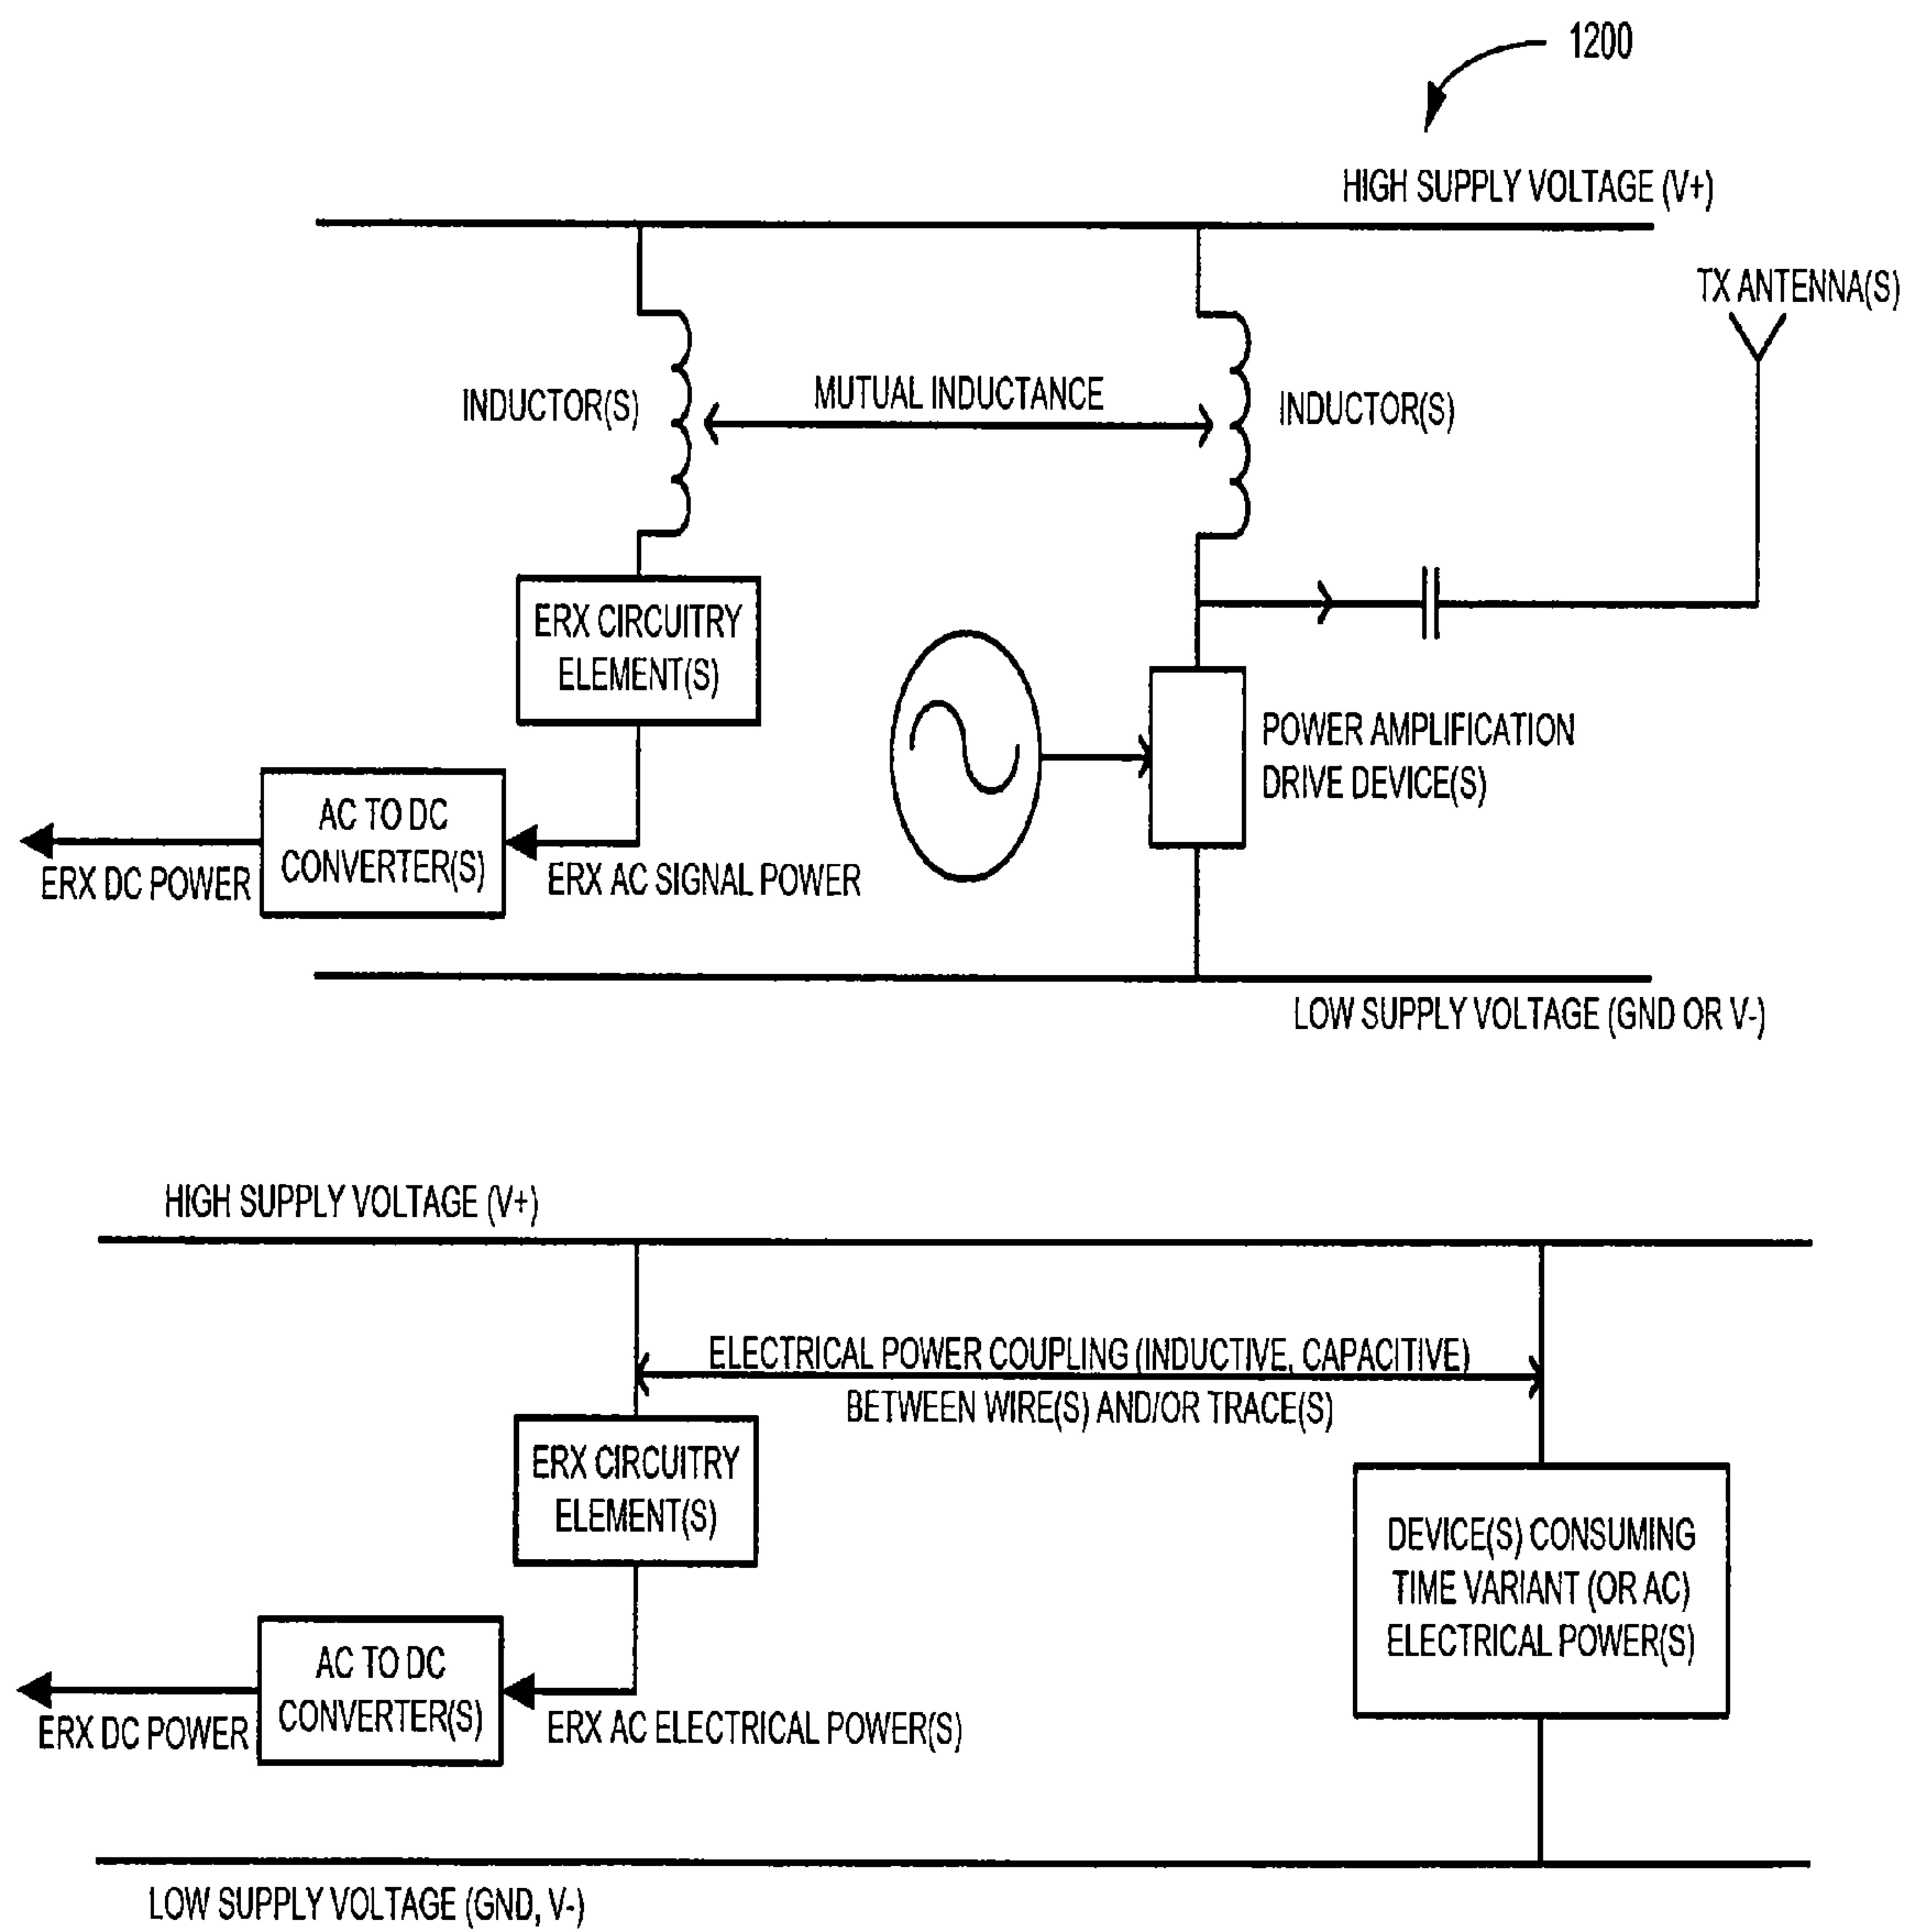 1200
HIGH SUPPLY VOLTAGE (V+)
TX ANTENNA(S)
MUTUAL INDUCTANCE
INDUCTOR(S)
INDUCTOR(S)
ERX CIRCUITRY
ELEMENT(S)
POWER AMPLIFICATION
DRIVE DEVICE(S)
AC TO DC
CONVERTER(S)
ERX DC POWER
ERX AC SIGNAL POWER
LOW SUPPLY VOLTAGE (GND OR V-)
HIGH SUPPLY VOLTAGE (V+)
ELECTRICAL POWER COUPLING (INDUCTIVE, CAPACITIVE)
BETWEEN WIRE(S) AND/OR TRACE(S)
ERX CIRCUITRY
ELEMENT(S)
DEVICE(S) CONSUMING
TIME VARIANT (OR AC)
ELECTRICAL POWER(S)
AC TO DC
CONVERTER(S)
ERX DC POWER
ERX AC ELECTRICAL POWER(S)
LOW SUPPLY VOLTAGE (GND, V-)